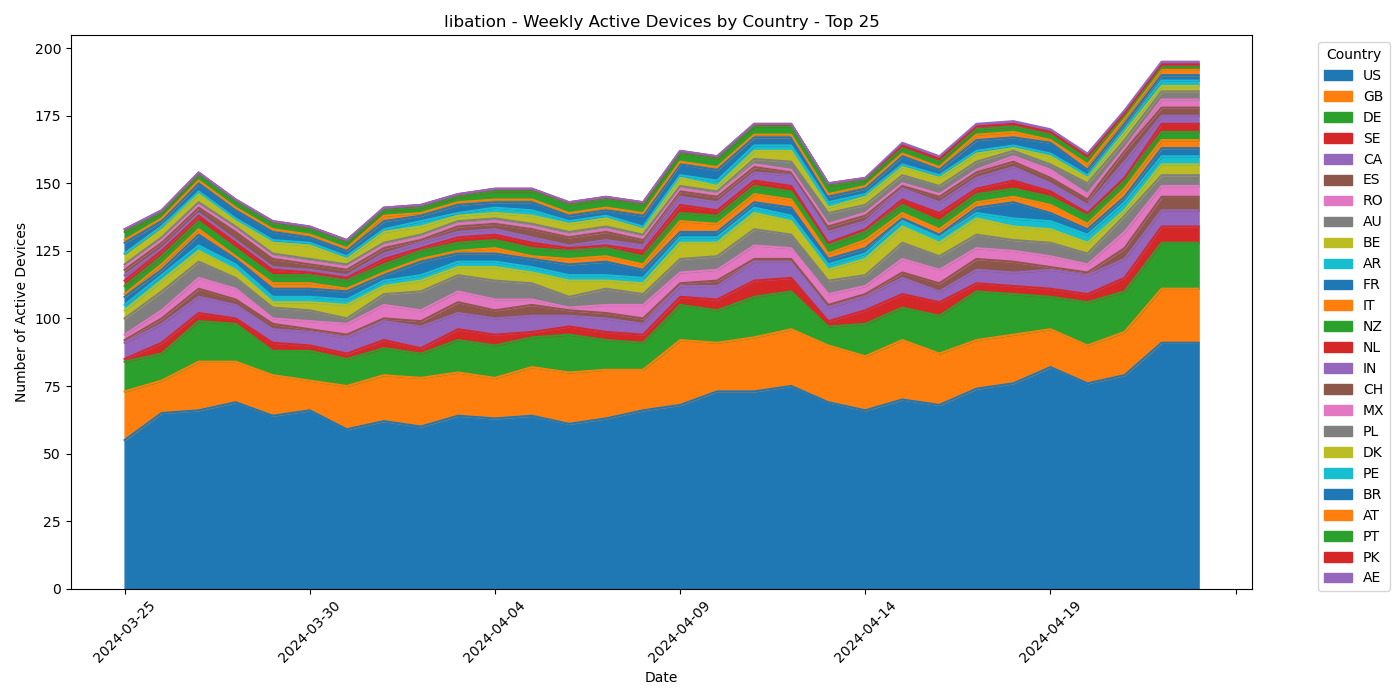 libation - Weekly Active Devices by Country - Top 25
Number of Active Devices
200
175
150
125
100
75
50
25
0
2024-03-25
2024-03-30
2024-04-04
2024-04-09
2024-04-14
2024-04-19
Date
Country
US
GB
DE
SE
CA
ES
RO
AU
BE
AR
FR
IT
NZ
NL
IN
CH
MX
PL
DK
PE
BR
AT
PT
PK
AE